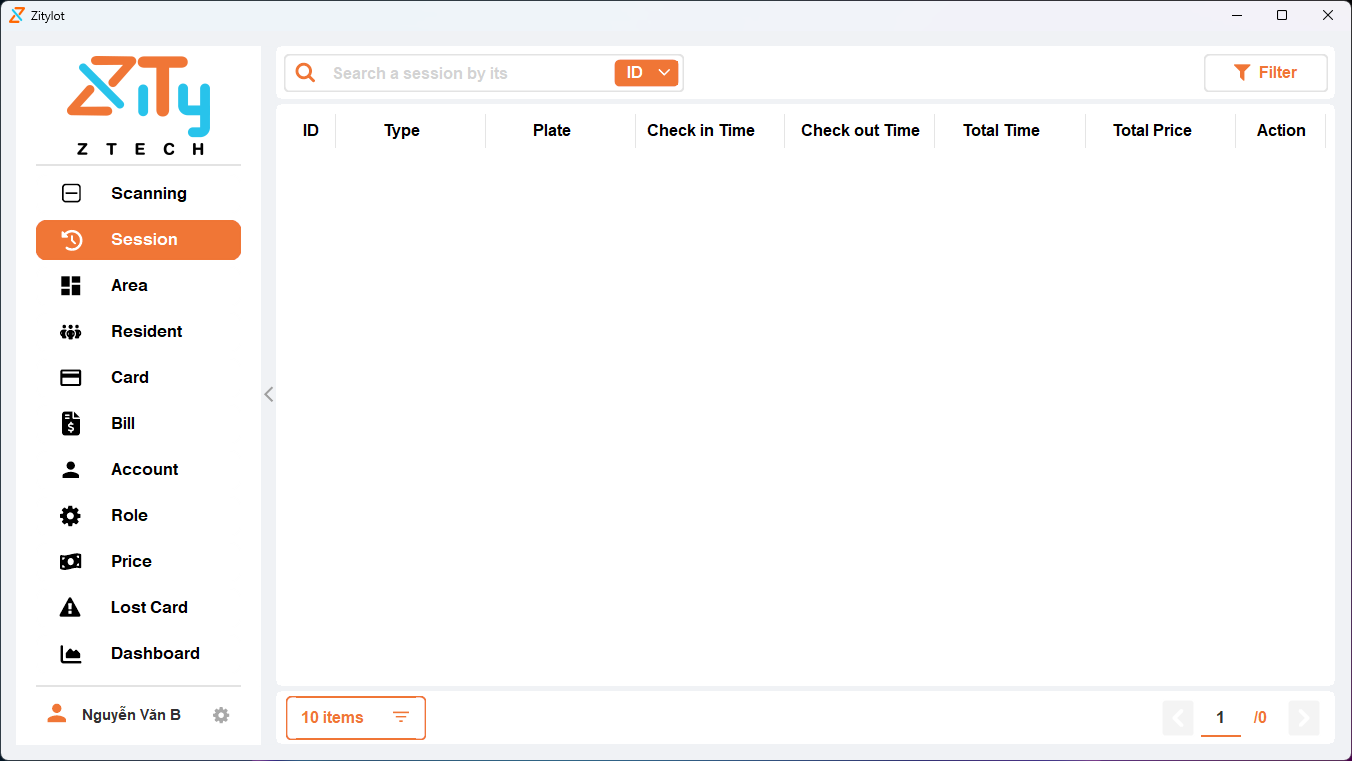 Zitylot
ZiTy
Z T E C H
Scanning
Session
Area
Resident
Card
Bill
Account
Role
Price
Lost Card
Dashboard
Nguyễn Văn B
Search a session by its ID
Filter
ID Type Plate Check in Time Check out Time Total Time Total Price Action
10 items
1 /0